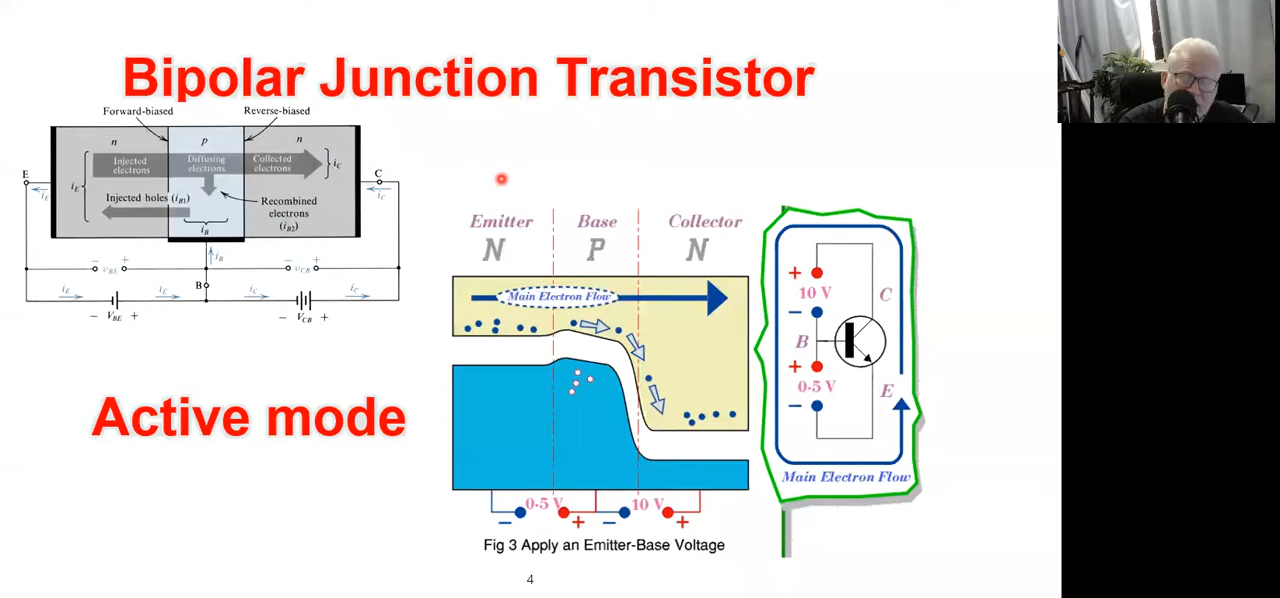 Bipolar Junction Transistor
Forward-biased
Reverse-biased
n
p
n
Injected electrons
Diffusing electrons
Collected electrons
iE
iC
Injected holes (iB1)
Recombined electrons (iB2)
iB
E
C
iE
iC
iB
− vBE +
− vCB +
B
iE
iE
iC
iC
− VBE +
− VCB +
Active mode
Emitter
Base
Collector
N
P
N
Main Electron Flow
0·5 V
10 V
− + − +
Fig 3 Apply an Emitter-Base Voltage
+
10 V
−
C
B
+
0·5 V
−
E
Main Electron Flow
4